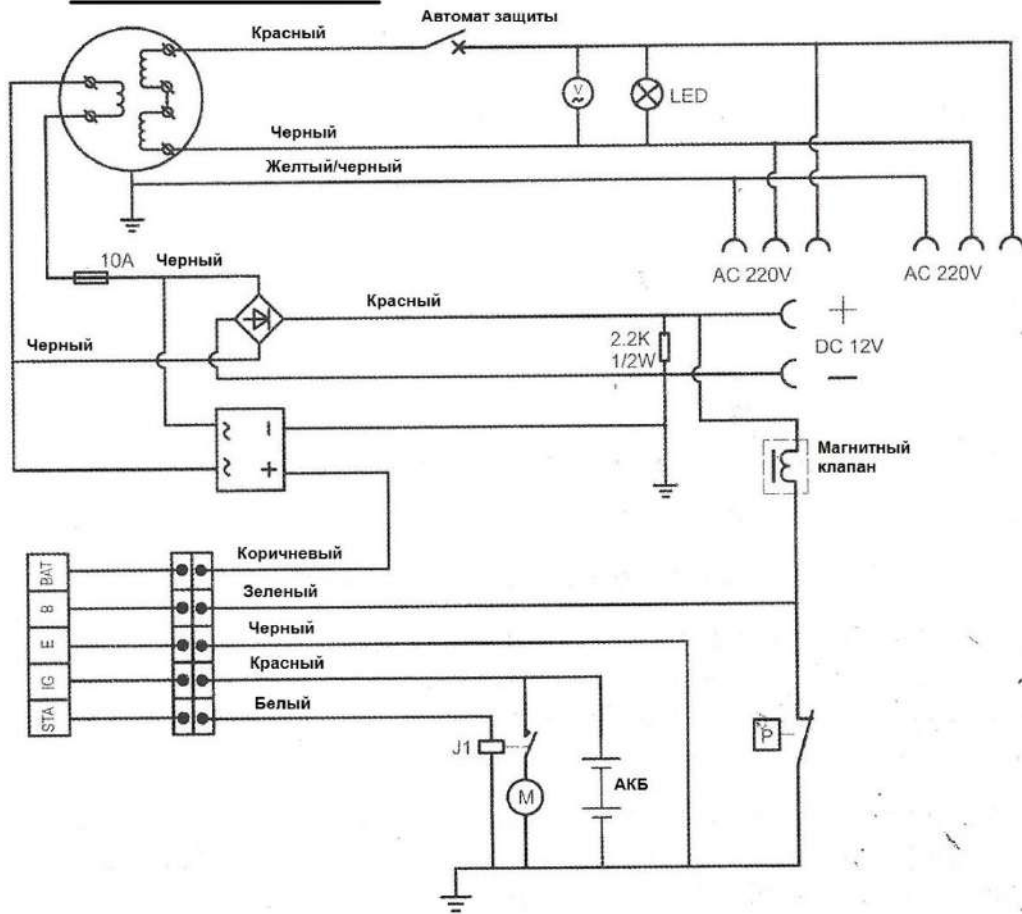 Автомат защиты
Красный
V
LED
Черный
Желтый/черный
10A
Черный
AC 220V
AC 220V
Красный
+
Черный
2.2K
1/2W
DC 12V
—
~ −
~ +
Магнитный
клапан
BAT
Коричневый
B
Зеленый
E
Черный
IG
Красный
STA
Белый
J1
M
АКБ
P